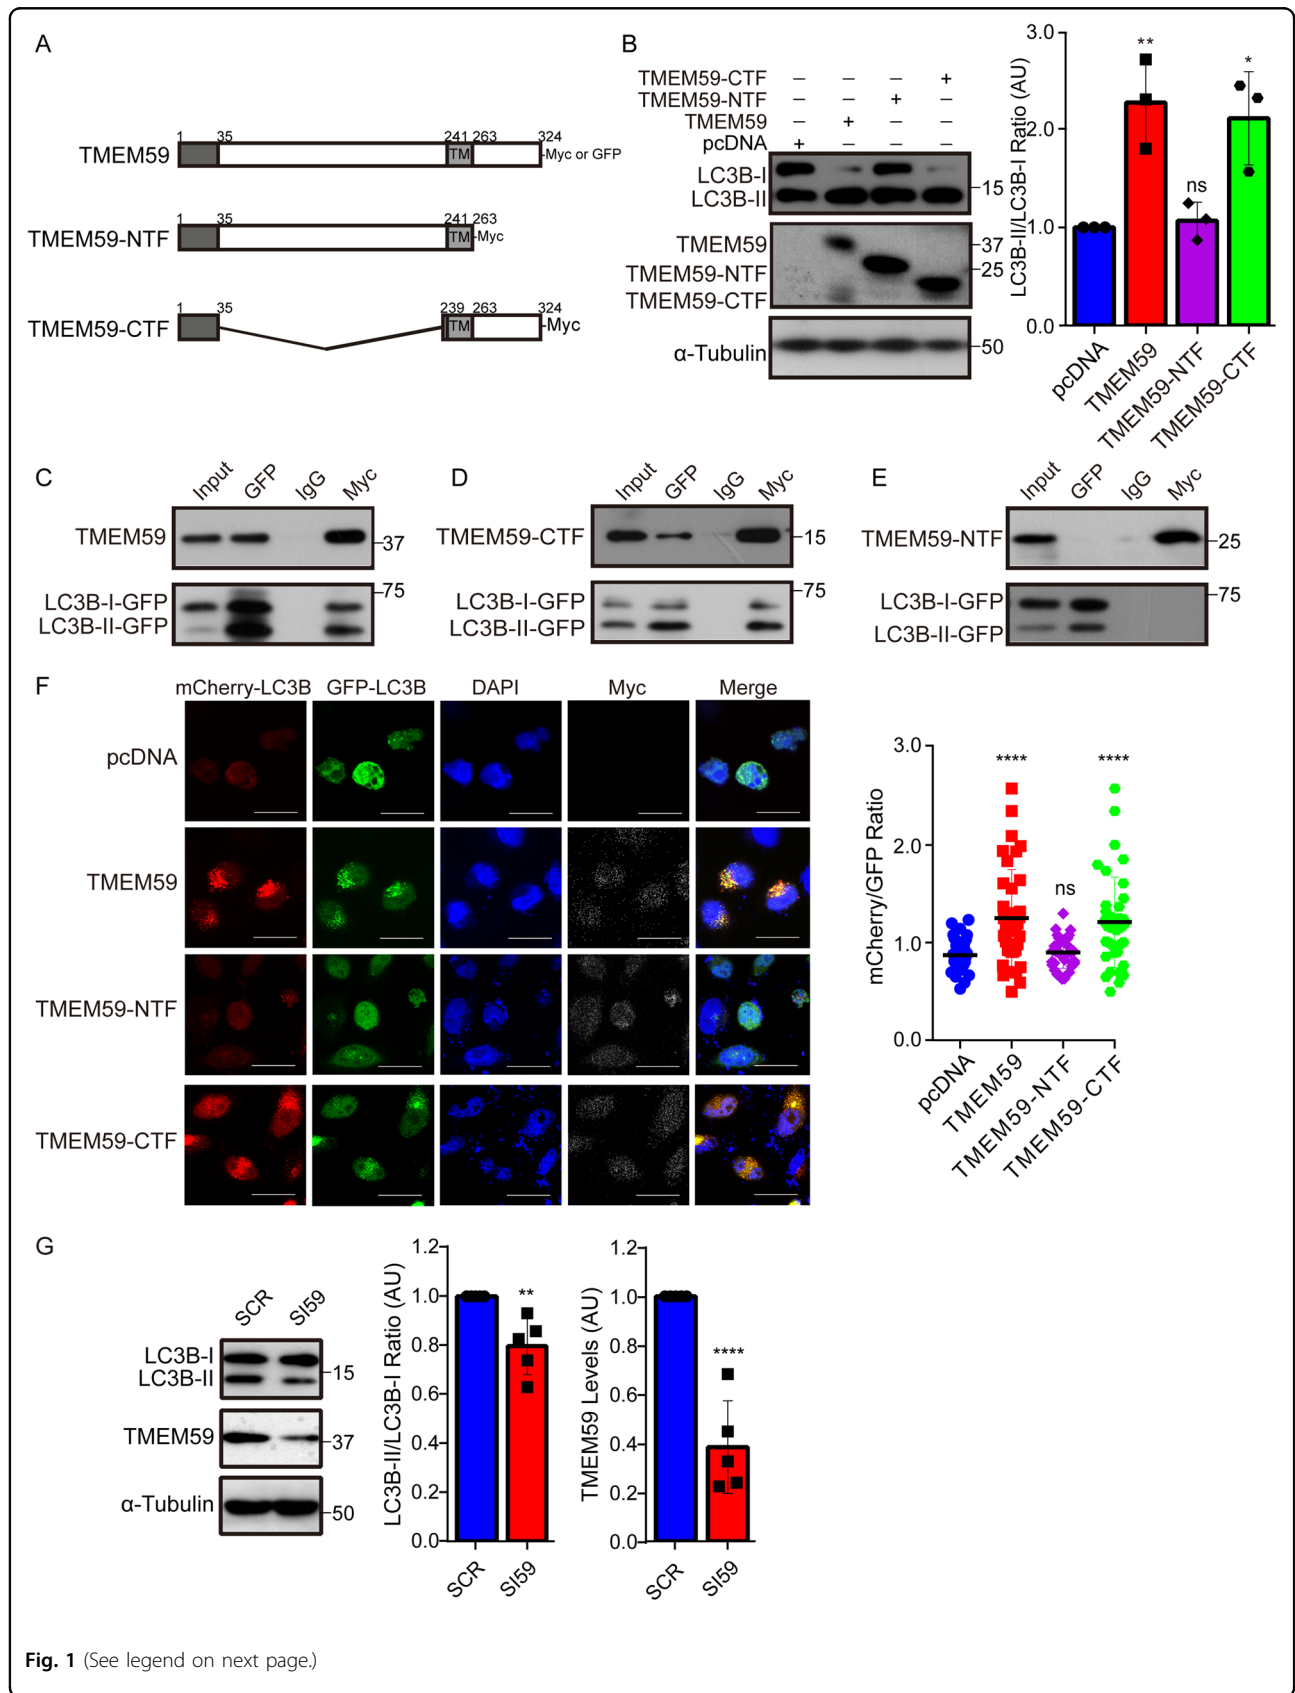 A
1 35 241 263 324
TMEM59 TM -Myc or GFP
1 35 241 263
TMEM59-NTF TM -Myc
1 35 239 263 324
TMEM59-CTF TM -Myc
B
TMEM59-CTF – – – +
TMEM59-NTF – – + –
TMEM59 – + – –
pcDNA + – – –
LC3B-I
LC3B-II
15
TMEM59
TMEM59-NTF
TMEM59-CTF
37
25
α-Tubulin
50
LC3B-II/LC3B-I Ratio (AU)
3.0
2.0
1.0
0.0
** ns *
pcDNA
TMEM59
TMEM59-NTF
TMEM59-CTF
C
Input GFP IgG Myc
TMEM59
37
75
LC3B-I-GFP
LC3B-II-GFP
D
Input GFP IgG Myc
TMEM59-CTF
15
75
LC3B-I-GFP
LC3B-II-GFP
E
Input GFP IgG Myc
TMEM59-NTF
25
75
LC3B-I-GFP
LC3B-II-GFP
F
mCherry-LC3B GFP-LC3B DAPI Myc Merge
pcDNA
TMEM59
TMEM59-NTF
TMEM59-CTF
mCherry/GFP Ratio
3.0
2.0
1.0
0.0
**** ns ****
pcDNA
TMEM59
TMEM59-NTF
TMEM59-CTF
G
SCR SI59
LC3B-I
LC3B-II
15
TMEM59
37
α-Tubulin
50
LC3B-II/LC3B-I Ratio (AU)
1.2
1.0
0.8
0.6
0.4
0.2
0.0
**
SCR SI59
TMEM59 Levels (AU)
1.2
1.0
0.8
0.6
0.4
0.2
0.0
****
SCR SI59
Fig. 1 (See legend on next page.)